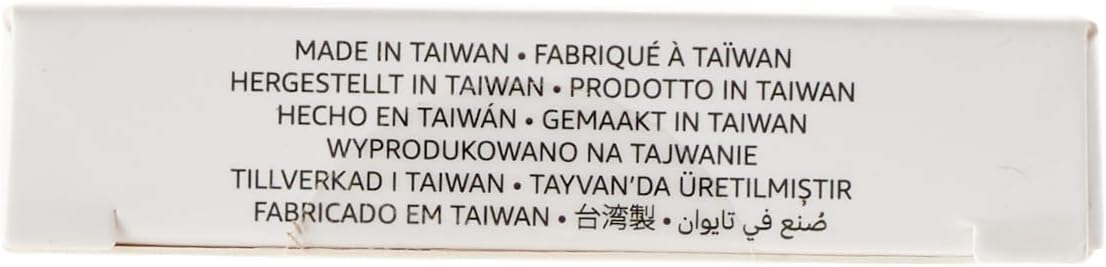 MADE IN TAIWAN • FABRIQUÉ À TAÏWAN
HERGESTELLT IN TAIWAN • PRODOTTO IN TAIWAN
HECHO EN TAIWÁN • GEMAAKT IN TAIWAN
WYPRODUKOWANO NA TAJWANIE
TILLVERKAD I TAIWAN • TAYVAN'DA ÜRETILMIŞTIR
FABRICADO EM TAIWAN • 台湾製 • صُنع في تايوان